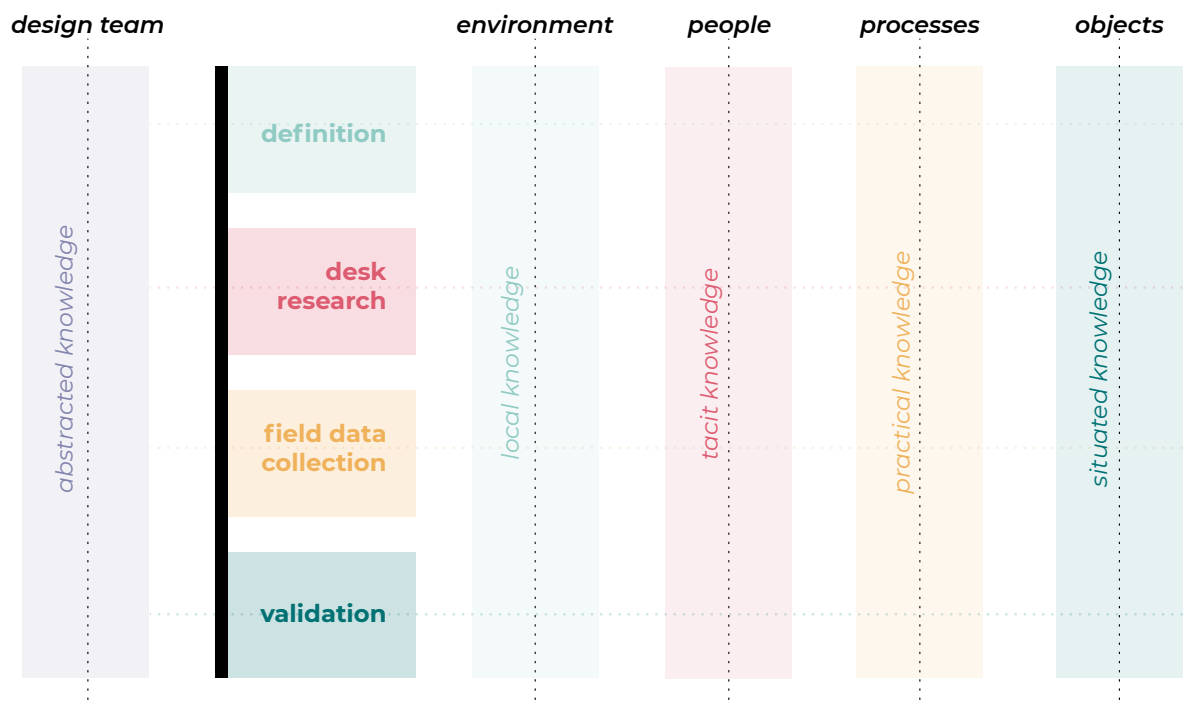 design team
environment
people
processes
objects
definition
desk
research
field data
collection
validation
abstracted knowledge
local knowledge
tacit knowledge
practical knowledge
situated knowledge